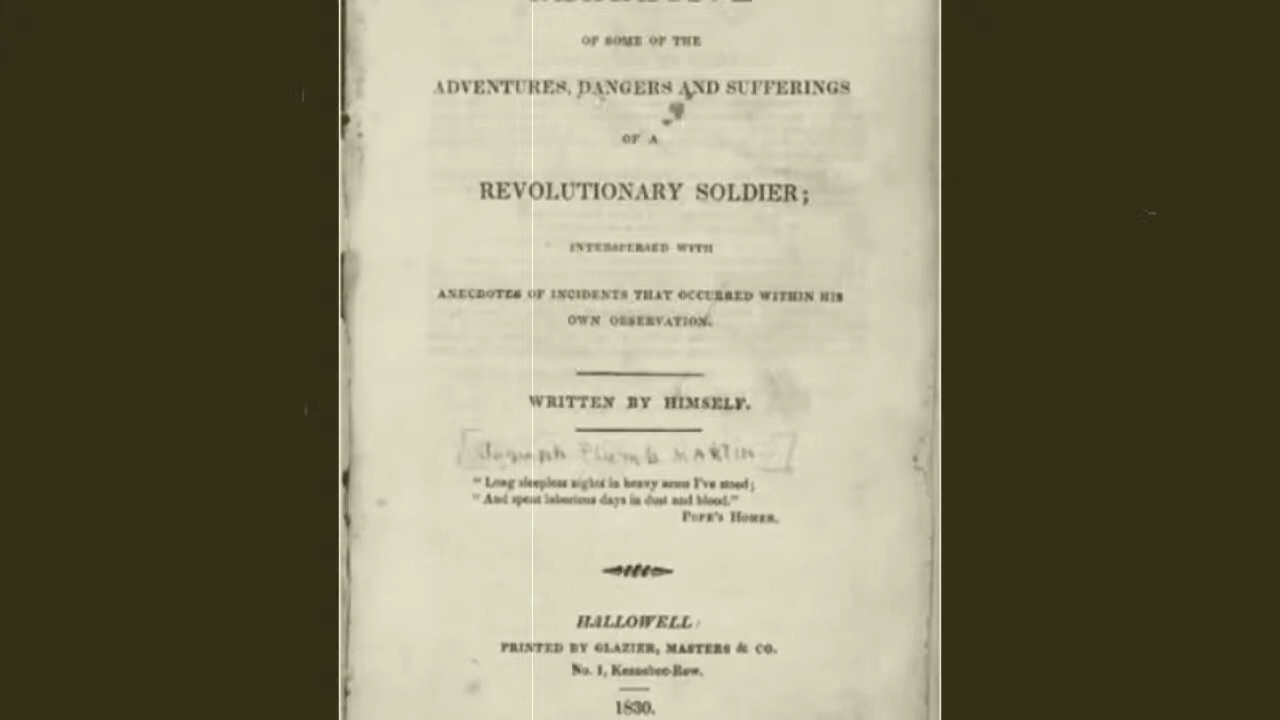 OF SOME OF THE
ADVENTURES, DANGERS AND SUFFERINGS
OF A
REVOLUTIONARY SOLDIER;
INTERSPERSED WITH
ANECDOTES OF INCIDENTS THAT OCCURRED WITHIN HIS
OWN OBSERVATION.
WRITTEN BY HIMSELF.
[Joseph Plumb MARTIN]
"Long sleepless nights in heavy arms I've stood;
"And spent laborious days in dust and blood."
POPE'S HOMER.
HALLOWELL:
PRINTED BY GLAZIER, MASTERS & CO.
No. 1, Kennebec-Row.
1830.